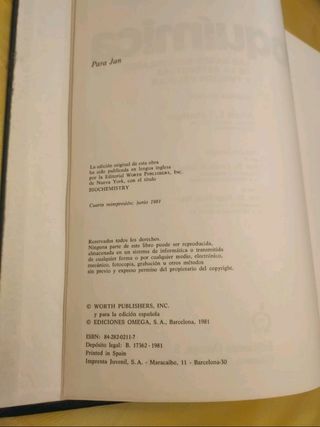 Para Jan
La edición original de esta obra
ha sido publicada en lengua inglesa
por la Editorial WORTH PUBLISHERS, INC.
de Nueva York, con el título
BIOCHEMISTRY
Cuarta reimpresión: junio 1981
Reservados todos los derechos.
Ninguna parte de este libro puede ser reproducida,
almacenada en un sistema de informática o transmitida
de cualquier forma o por cualquier medio, electrónico,
mecánico, fotocopia, grabación u otros métodos
sin previo y expreso permiso del propietario del copyright.
© WORTH PUBLISHERS, INC.
y para la edición española
© EDICIONES OMEGA, S. A., Barcelona, 1981
ISBN: 84-282-0211-7
Depósito legal: B. 17362-1981
Printed in Spain
Imprenta Juvenil, S. A. - Maracaibo, 11 - Barcelona-30